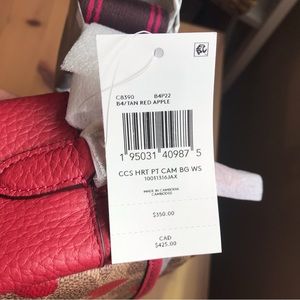 C8390 B4P22
B4/TAN RED APPLE
1 95031 40987 5
CCS HRT PT CAM BG WS
MADE IN CAMBODIA
$350.00
CAD
$425.00